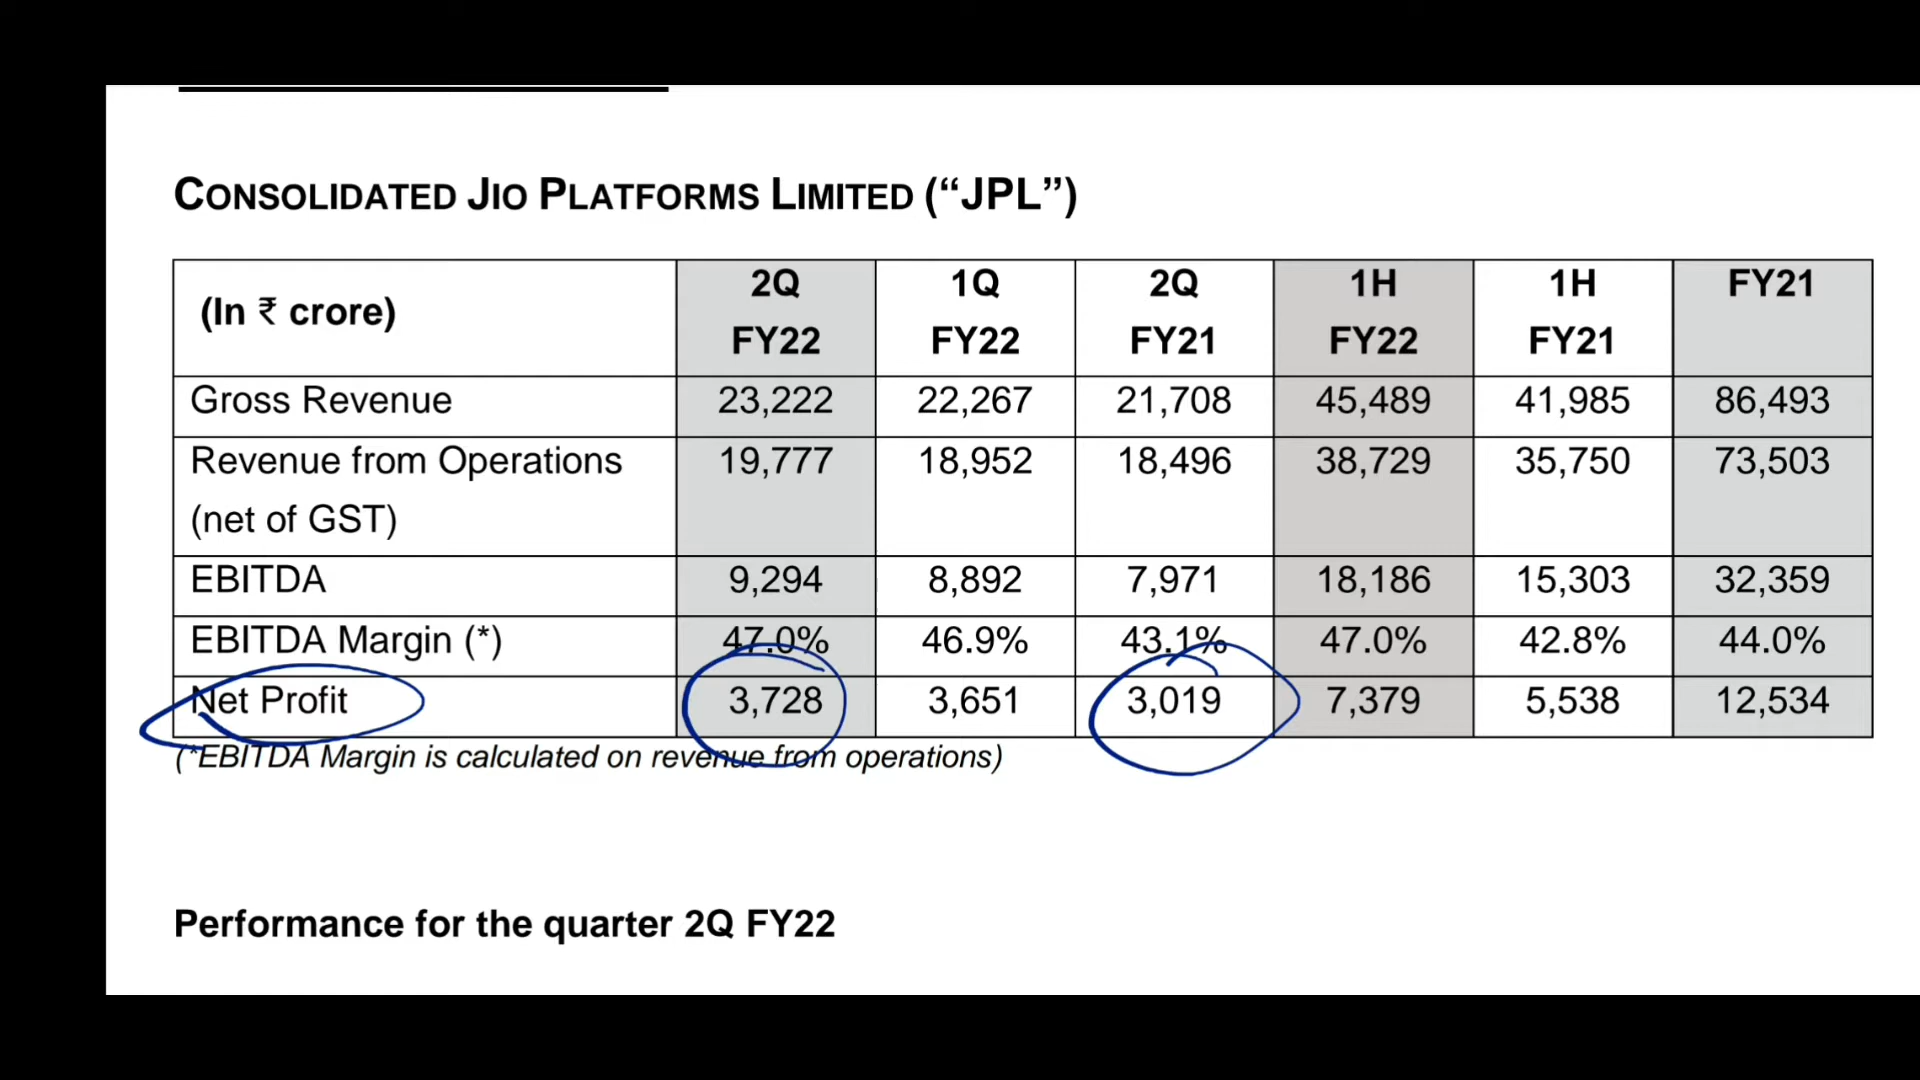 CONSOLIDATED JIO PLATFORMS LIMITED (“JPL”)
(In ₹ crore) 2Q FY22 1Q FY22 2Q FY21 1H FY22 1H FY21 FY21
Gross Revenue 23,222 22,267 21,708 45,489 41,985 86,493
Revenue from Operations (net of GST) 19,777 18,952 18,496 38,729 35,750 73,503
EBITDA 9,294 8,892 7,971 18,186 15,303 32,359
EBITDA Margin (*) 47.0% 46.9% 43.1% 47.0% 42.8% 44.0%
Net Profit 3,728 3,651 3,019 7,379 5,538 12,534
(*EBITDA Margin is calculated on revenue from operations)
Performance for the quarter 2Q FY22